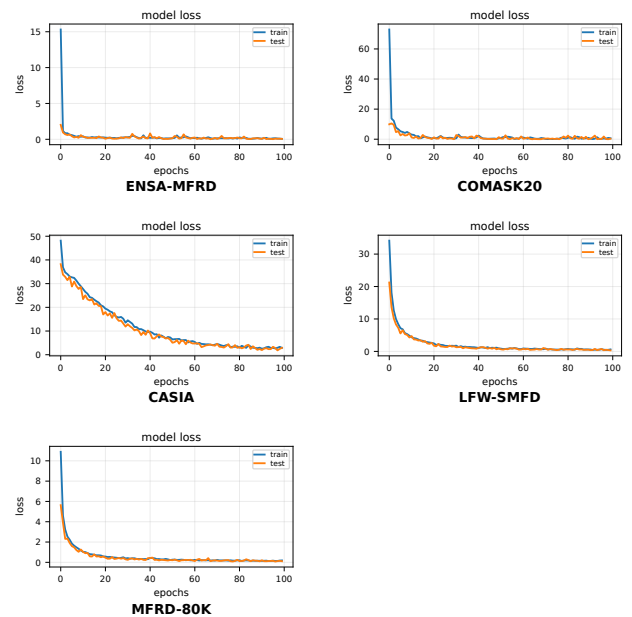 model loss
train
test
15
10
5
0
loss
0 20 40 60 80 100
epochs
ENSA-MFRD
model loss
train
test
60
40
20
0
loss
0 20 40 60 80 100
epochs
COMASK20
model loss
train
test
50
40
30
20
10
0
loss
0 20 40 60 80 100
epochs
CASIA
model loss
train
test
30
20
10
0
loss
0 20 40 60 80 100
epochs
LFW-SMFD
model loss
train
test
10
8
6
4
2
0
loss
0 20 40 60 80 100
epochs
MFRD-80K